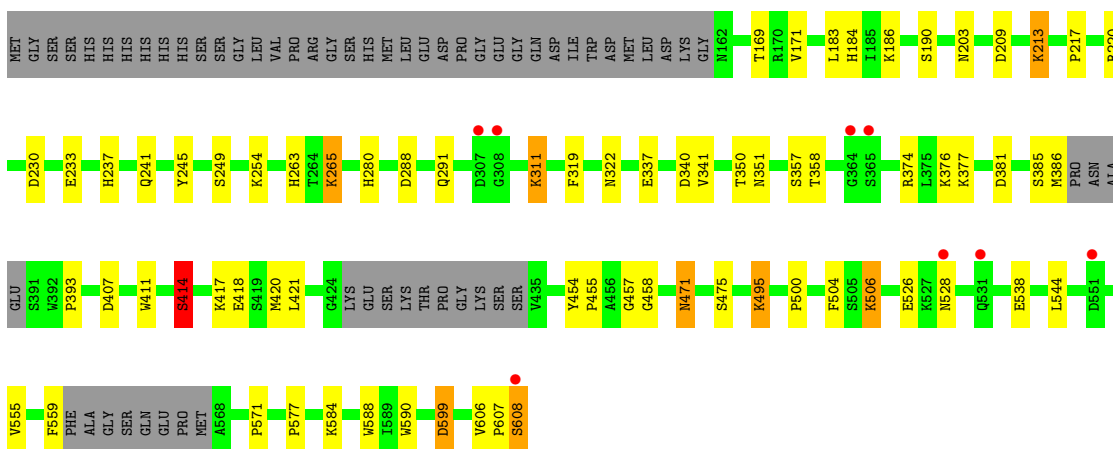 MET GLY SER SER HIS HIS HIS HIS HIS HIS SER SER GLY LEU VAL PRO ARG GLY SER HIS MET LEU GLU ASP PRO GLY GLU GLY GLN ASP ILE TRP ASP MET LEU ASP LYS GLY N162 T169 R170 V171 L183 H184 I185 K186 S190 N203 D209 K213 P217
D230 E233 H237 Q241 Y245 S249 K254 H263 T264 K265 H280 D288 Q291 D307 G308 K311 F319 N322 E337 D340 V341 T350 N351 S357 T358 G364 S365 R374 L375 K376 K377 D381 S385 M386 PRO ASN ALA
GLU S391 W392 P393 D407 W411 S414 K417 E418 S419 M420 L421 G424 LYS GLU SER LYS THR PRO GLY LYS SER SER V435 Y454 P455 A456 G457 G458 N471 S475 K495 P500 F504 S505 K506 E526 K527 N528 Q531 E538 L544 D551
V555 F559 PHE ALA GLY SER GLN GLU PRO MET A568 P571 P577 K584 W588 I589 W590 D599 V606 P607 S608